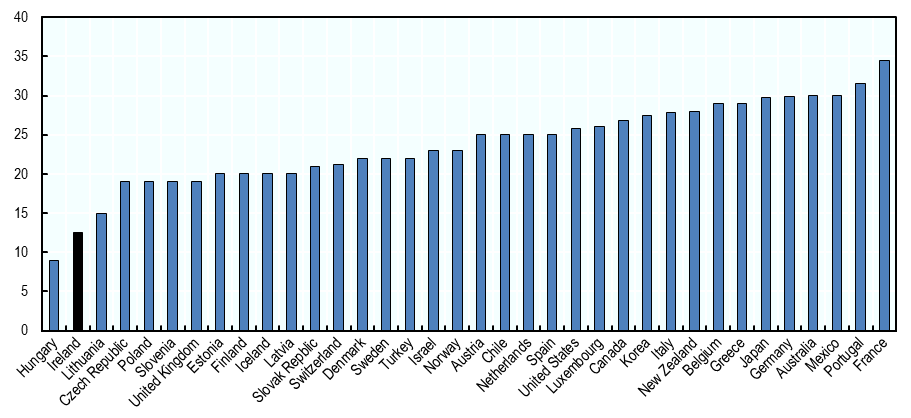 40
35
30
25
20
15
10
5
0
Hungary
Ireland
Lithuania
Czech Republic
Poland
Slovenia
United Kingdom
Estonia
Finland
Iceland
Latvia
Slovak Repblic
Switzerland
Denmark
Sweden
Turkey
Israel
Norway
Austria
Chile
Netherlands
Spain
United States
Luxembourg
Canada
Korea
Italy
New Zealand
Belgium
Greece
Japan
Germany
Australia
Mexico
Portugal
France